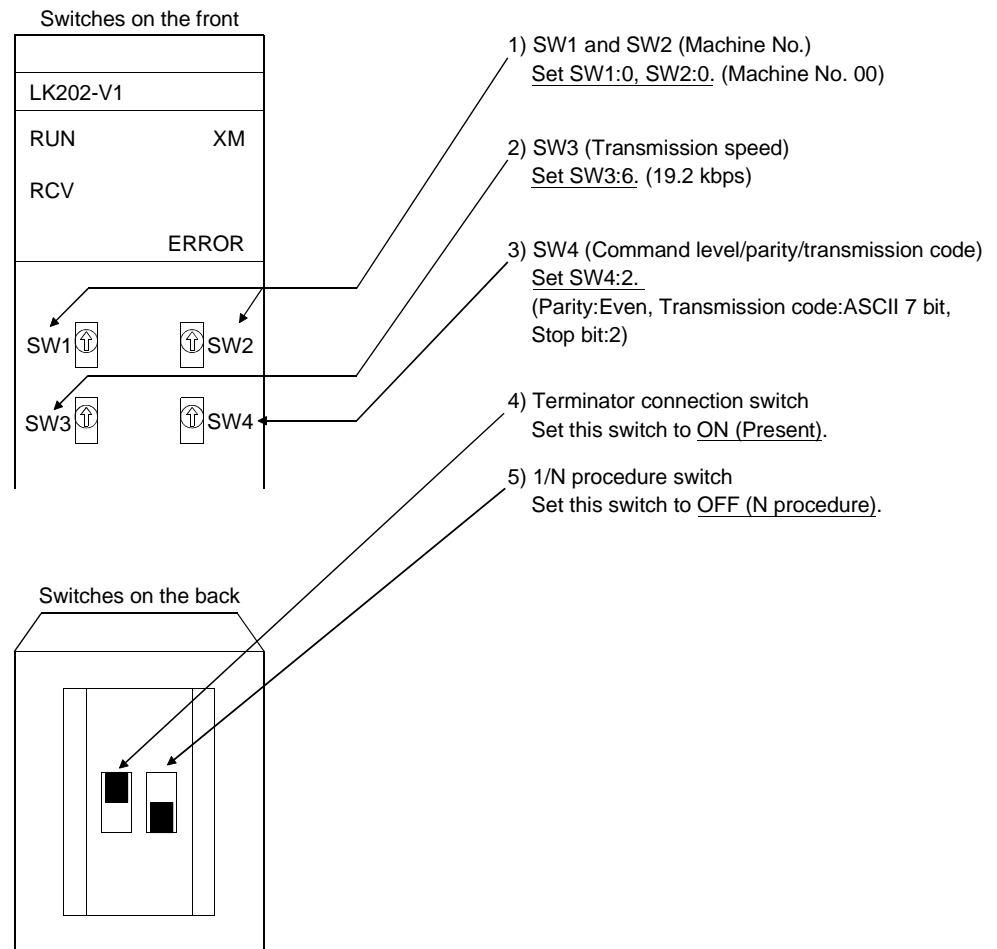 Switches on the front
LK202-V1
RUN XM
RCV
ERROR
SW1 SW2
SW3 SW4
1) SW1 and SW2 (Machine No.)
Set SW1:0, SW2:0. (Machine No. 00)
2) SW3 (Transmission speed)
Set SW3:6. (19.2 kbps)
3) SW4 (Command level/parity/transmission code)
Set SW4:2.
(Parity:Even, Transmission code:ASCII 7 bit,
Stop bit:2)
4) Terminator connection switch
Set this switch to ON (Present).
5) 1/N procedure switch
Set this switch to OFF (N procedure).
Switches on the back